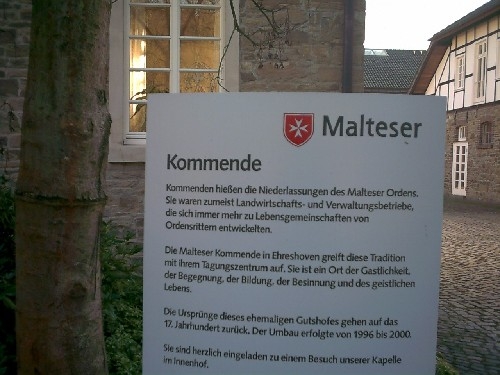 Malteser
Kommende
Kommenden hießen die Niederlassungen des Malteser Ordens.
Sie waren zumeist Landwirtschafts- und Verwaltungsbetriebe,
die sich immer mehr zu Lebensgemeinschaften von
Ordensrittern entwickelten.
Die Malteser Kommende in Ehreshoven greift diese Tradition
mit ihrem Tagungszentrum auf. Sie ist ein Ort der Gastlichkeit,
der Begegnung, der Bildung, der Besinnung und des geistlichen
Lebens.
Die Ursprünge dieses ehemaligen Gutshofes gehen auf das
17. Jahrhundert zurück. Der Umbau erfolgte von 1996 bis 2000.
Sie sind herzlich eingeladen zu einem Besuch unserer Kapelle
im Innenhof.